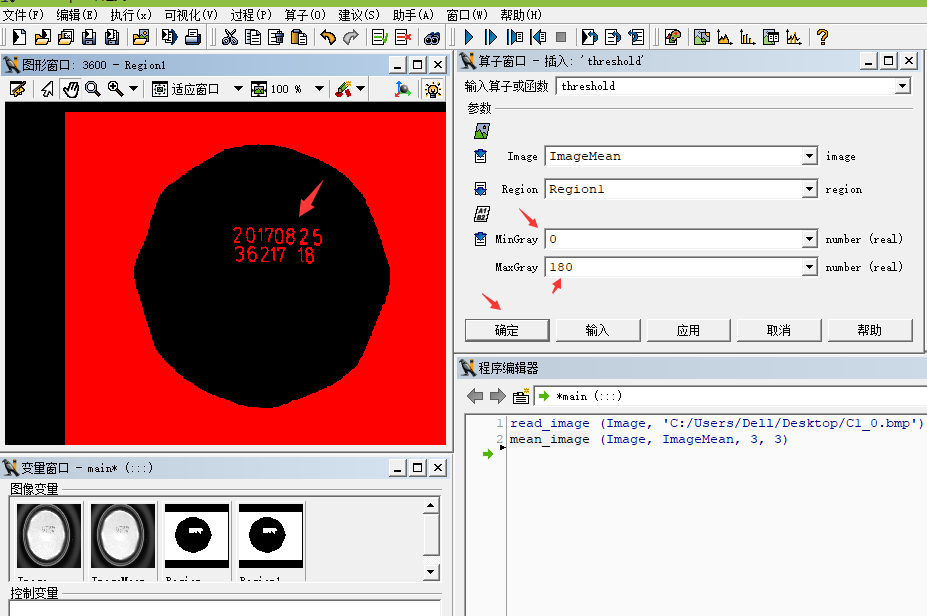 文件(F) 编辑(E) 执行(x) 可视化(V) 过程(P) 算子(O) 建议(S) 助手(A) 窗口(W) 帮助(H)
图形窗口: 3600 - Region1
适应窗口 100 %
20170825
36217 18
算子窗口 - 插入: 'threshold'
输入算子或函数 threshold
参数
Image ImageMean image
Region Region1 region
MinGray 0 number (real)
MaxGray 180 number (real)
确定 输入 应用 取消 帮助
程序编辑器
*main (:::)
1 read_image (Image, 'C:/Users/Dell/Desktop/C1_0.bmp')
2 mean_image (Image, ImageMean, 3, 3)
变量窗口 - main* (:::)
图像变量
Image ImageMean Region Region1
控制变量